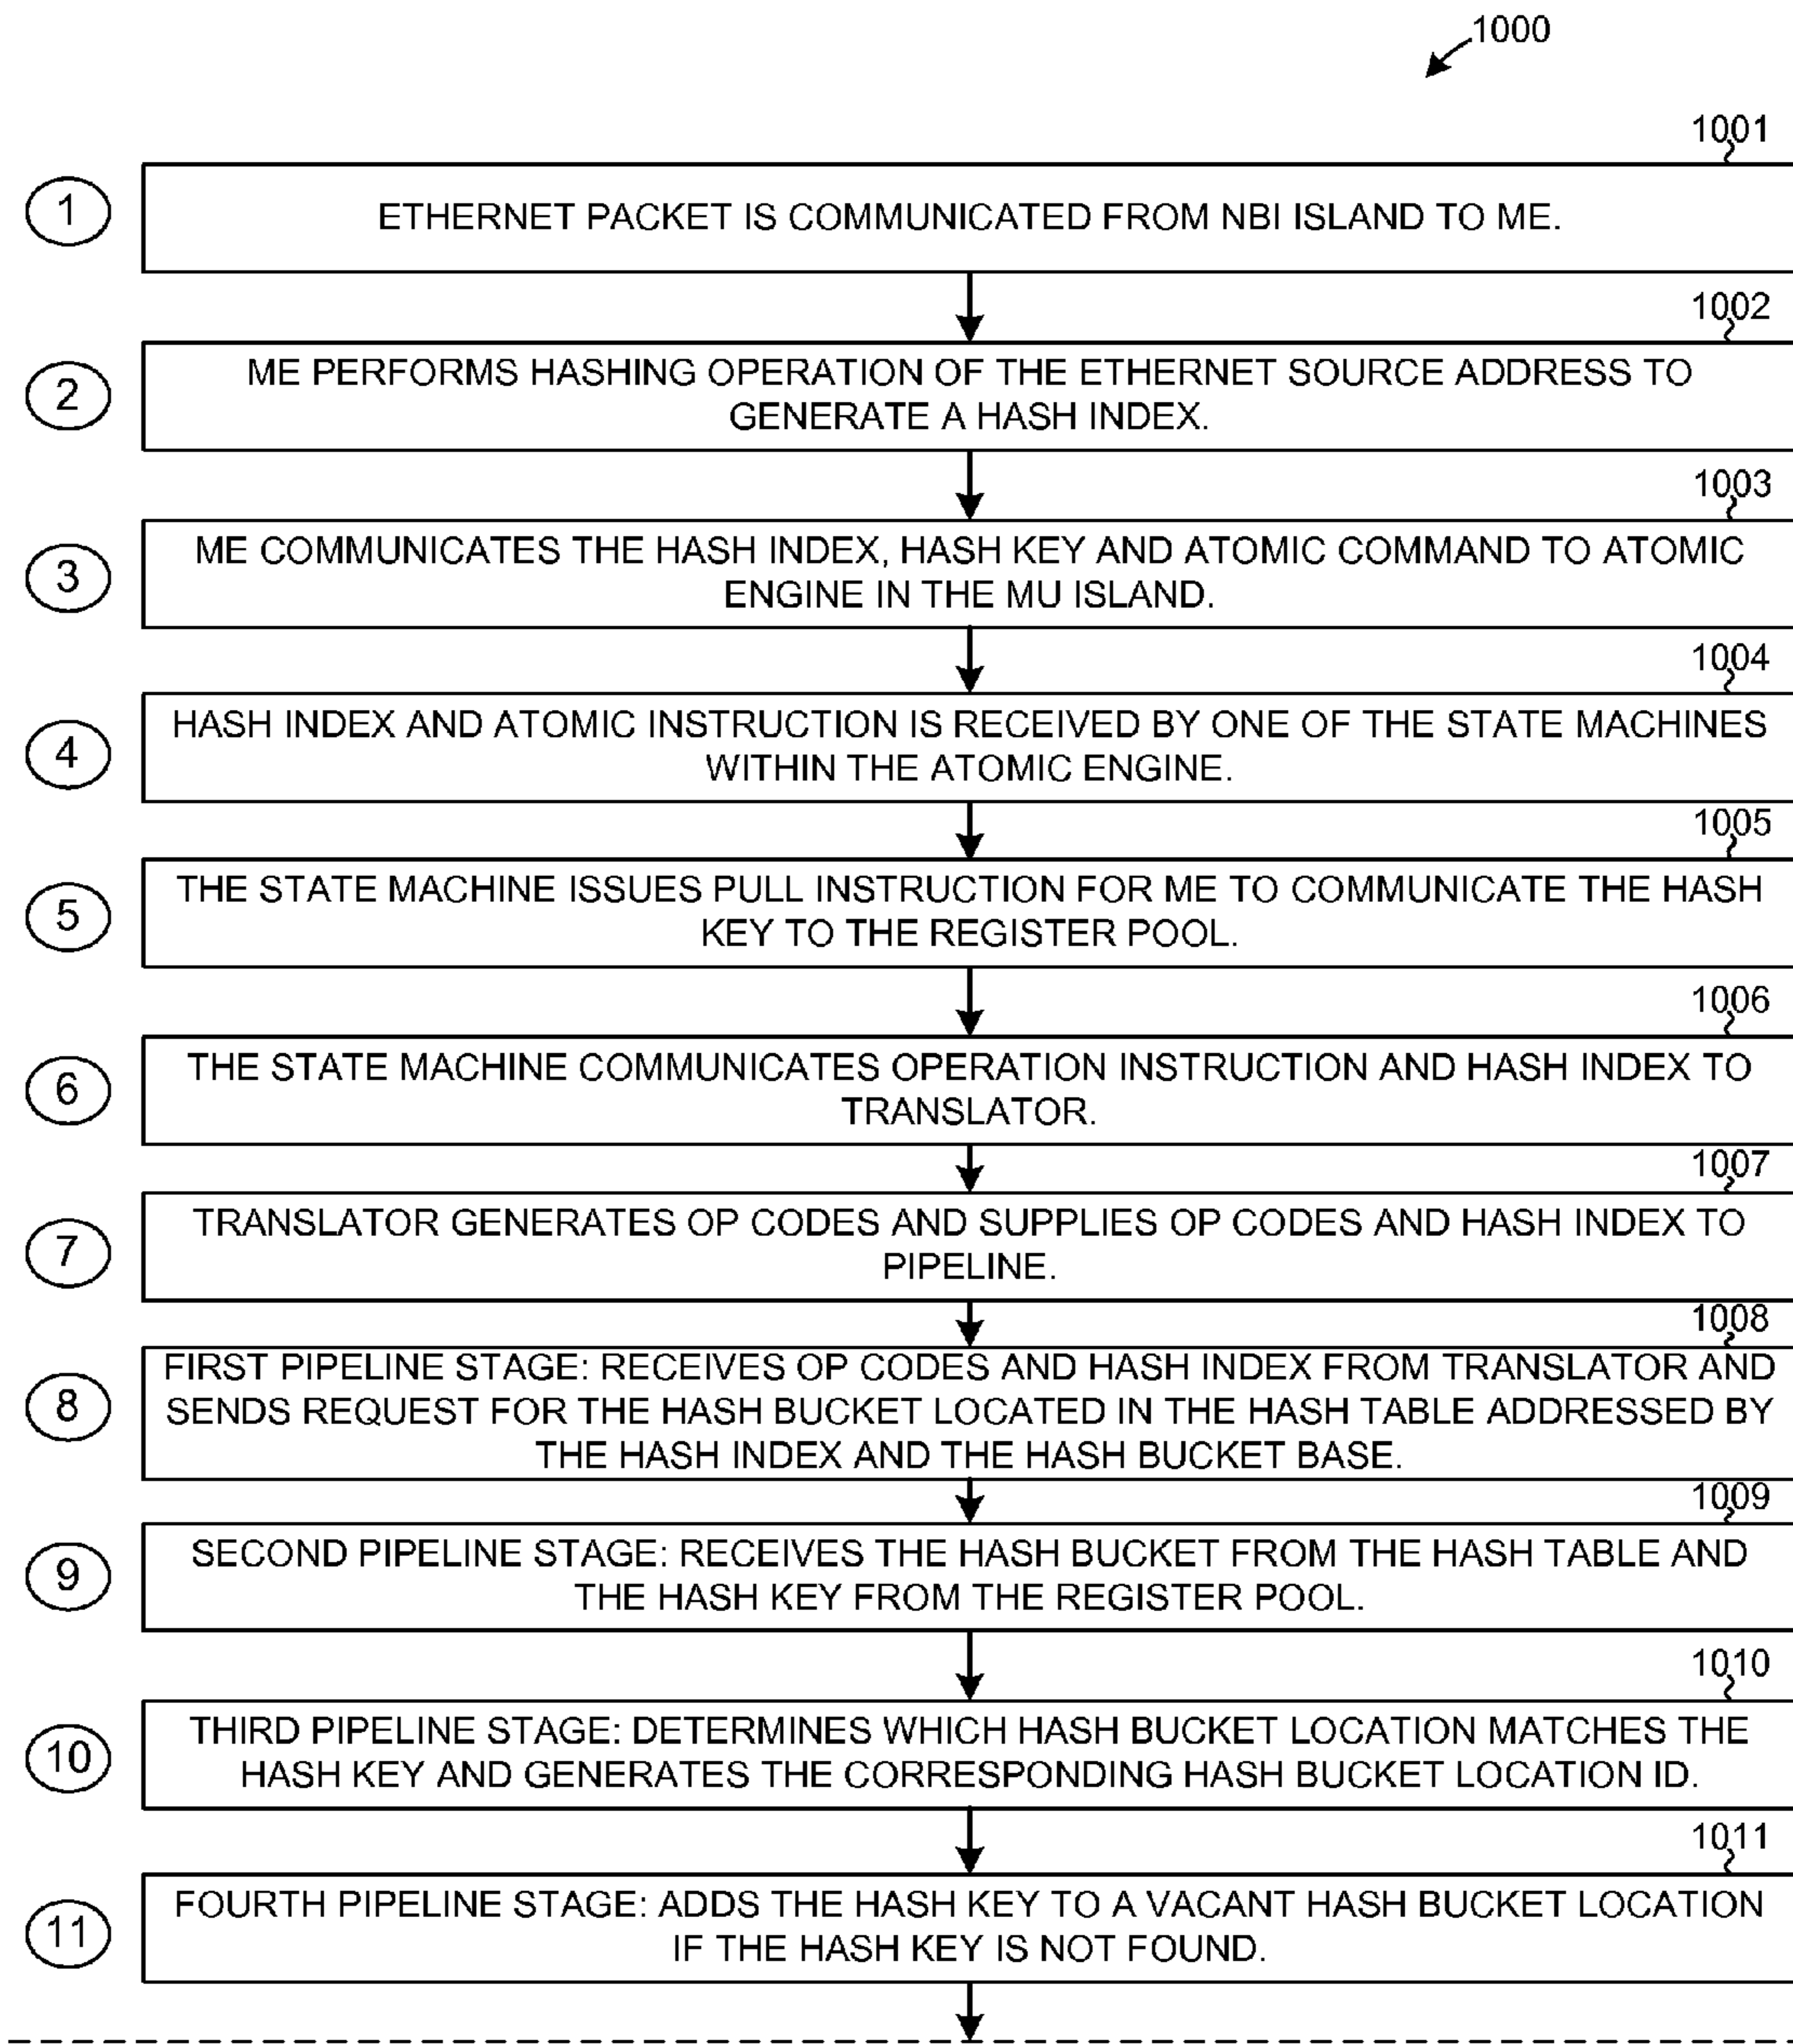 1000
1001
1
ETHERNET PACKET IS COMMUNICATED FROM NBI ISLAND TO ME.
1002
2
ME PERFORMS HASHING OPERATION OF THE ETHERNET SOURCE ADDRESS TO
GENERATE A HASH INDEX.
1003
3
ME COMMUNICATES THE HASH INDEX, HASH KEY AND ATOMIC COMMAND TO ATOMIC
ENGINE IN THE MU ISLAND.
1004
4
HASH INDEX AND ATOMIC INSTRUCTION IS RECEIVED BY ONE OF THE STATE MACHINES
WITHIN THE ATOMIC ENGINE.
1005
5
THE STATE MACHINE ISSUES PULL INSTRUCTION FOR ME TO COMMUNICATE THE HASH
KEY TO THE REGISTER POOL.
1006
6
THE STATE MACHINE COMMUNICATES OPERATION INSTRUCTION AND HASH INDEX TO
TRANSLATOR.
1007
7
TRANSLATOR GENERATES OP CODES AND SUPPLIES OP CODES AND HASH INDEX TO
PIPELINE.
1008
8
FIRST PIPELINE STAGE: RECEIVES OP CODES AND HASH INDEX FROM TRANSLATOR AND
SENDS REQUEST FOR THE HASH BUCKET LOCATED IN THE HASH TABLE ADDRESSED BY
THE HASH INDEX AND THE HASH BUCKET BASE.
1009
9
SECOND PIPELINE STAGE: RECEIVES THE HASH BUCKET FROM THE HASH TABLE AND
THE HASH KEY FROM THE REGISTER POOL.
1010
10
THIRD PIPELINE STAGE: DETERMINES WHICH HASH BUCKET LOCATION MATCHES THE
HASH KEY AND GENERATES THE CORRESPONDING HASH BUCKET LOCATION ID.
1011
11
FOURTH PIPELINE STAGE: ADDS THE HASH KEY TO A VACANT HASH BUCKET LOCATION
IF THE HASH KEY IS NOT FOUND.